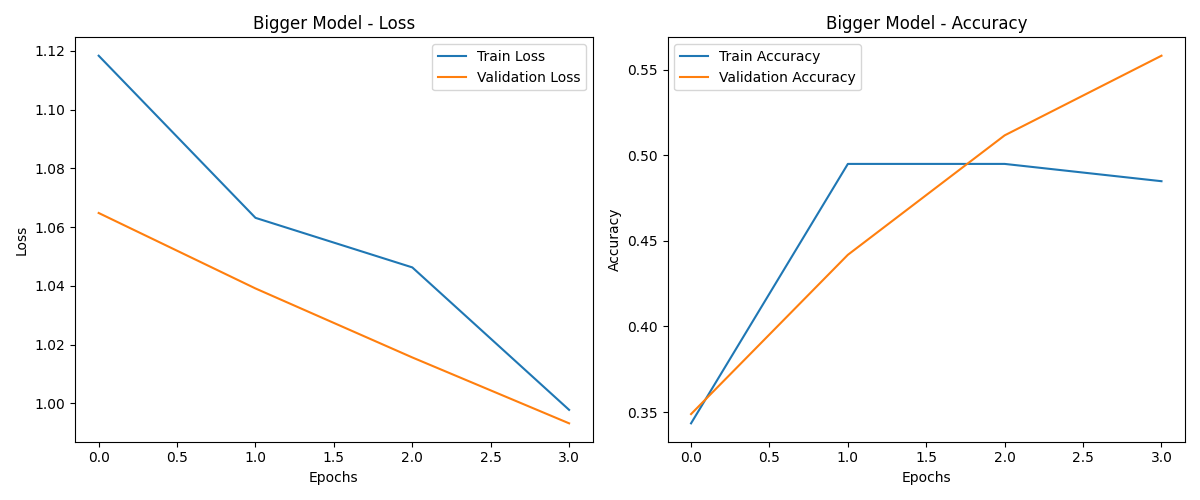 Bigger Model - Loss
Train Loss
Validation Loss
1.12
1.10
1.08
1.06
1.04
1.02
1.00
Loss
0.0 0.5 1.0 1.5 2.0 2.5 3.0
Epochs
Bigger Model - Accuracy
Train Accuracy
Validation Accuracy
0.55
0.50
0.45
0.40
0.35
Accuracy
0.0 0.5 1.0 1.5 2.0 2.5 3.0
Epochs